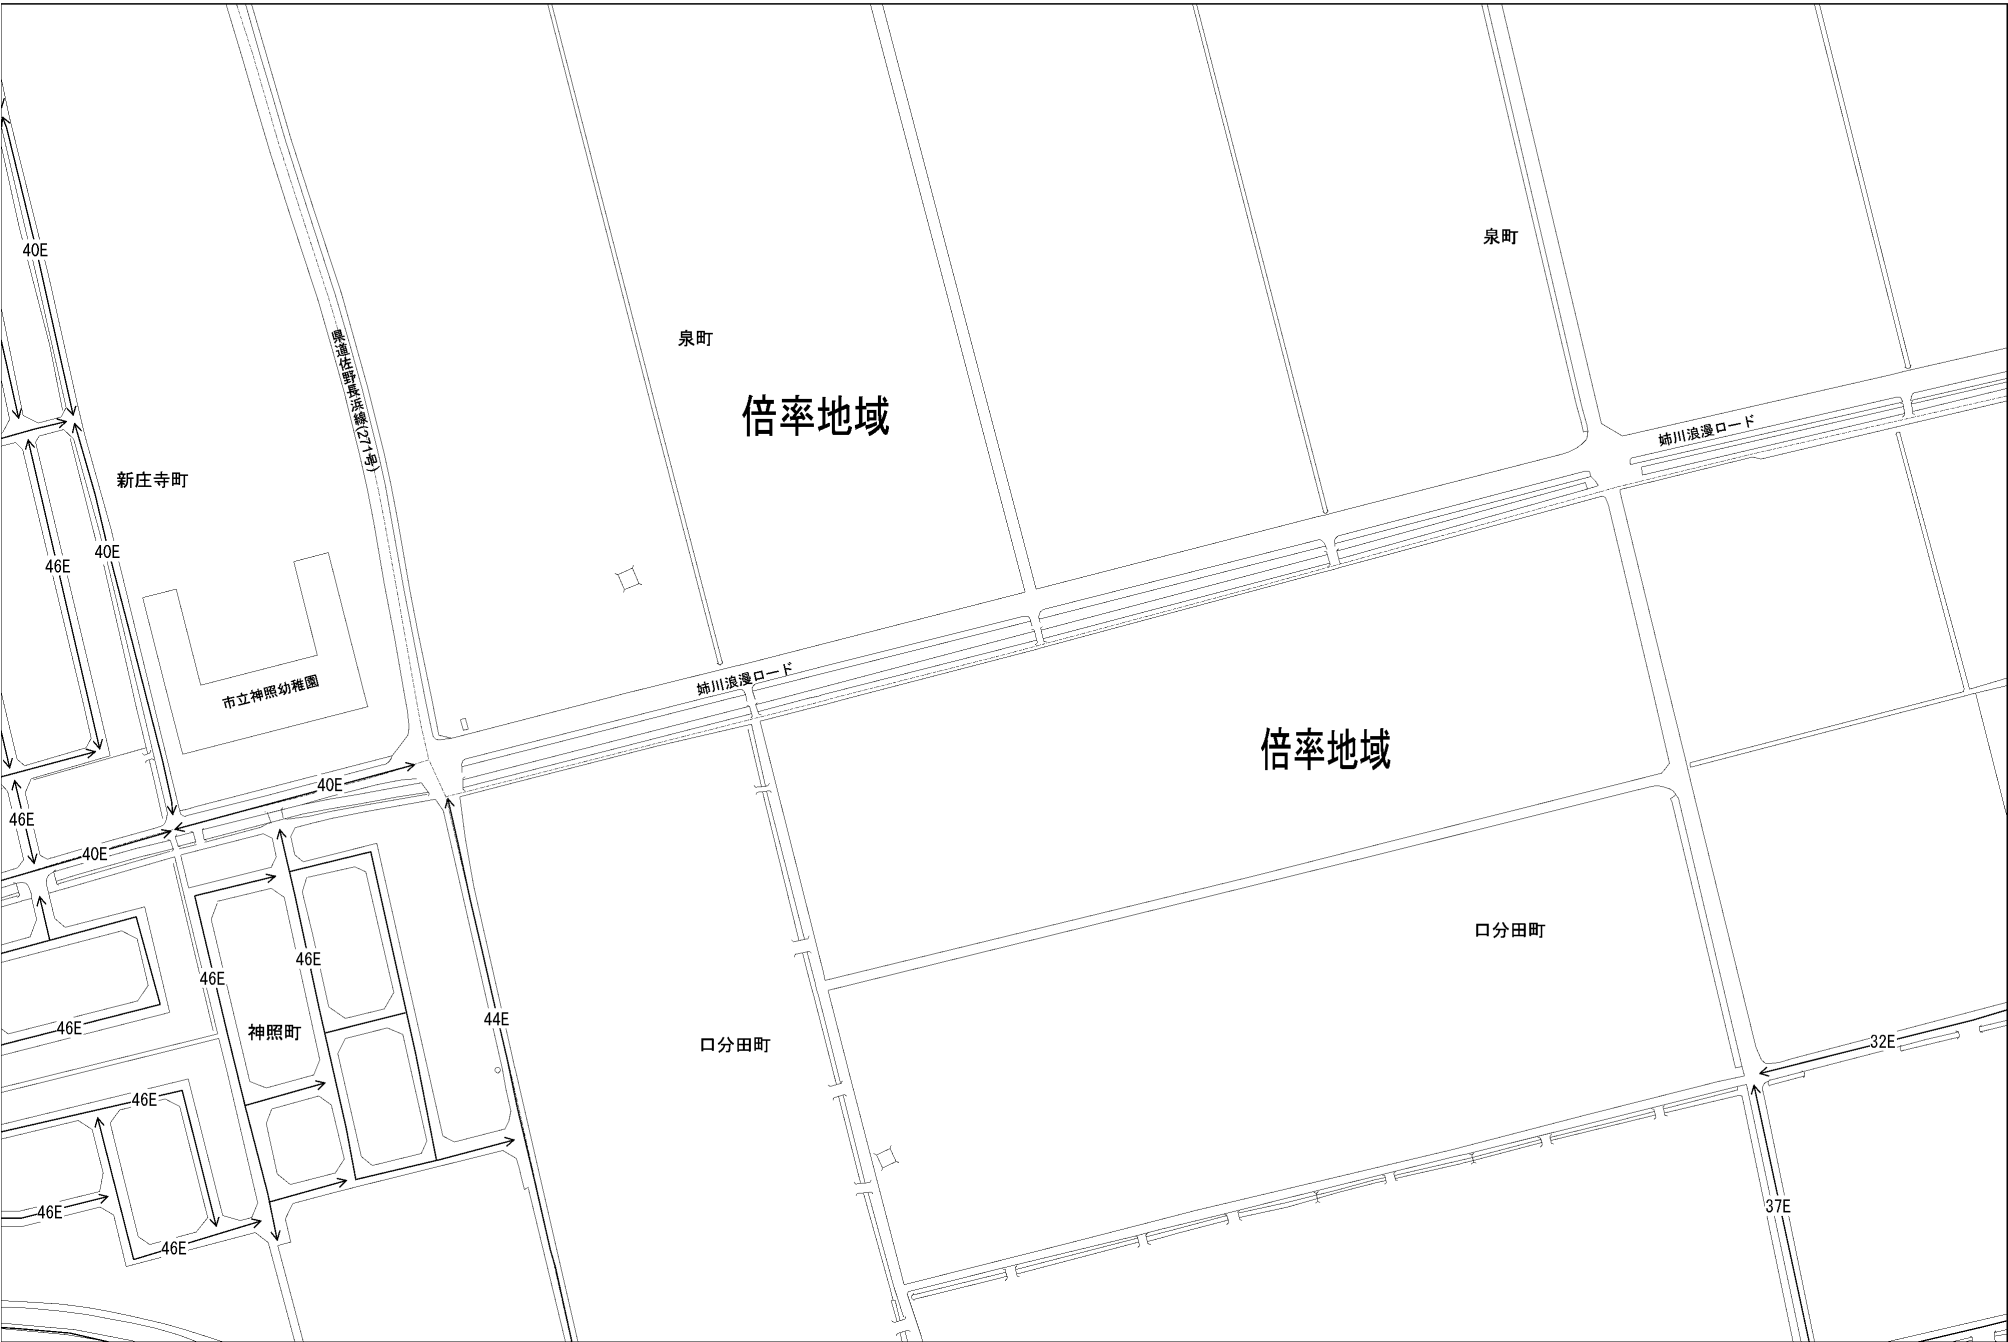 40E
泉町
県道佐野長浜線(271号)
泉町
倍率地域
姉川浪漫ロード
新庄寺町
40E
46E
市立神照幼稚園
姉川浪漫ロード
倍率地域
40E
46E
40E
口分田町
46E
46E
44E
46E
神照町
口分田町
32E
46E
46E
37E
46E